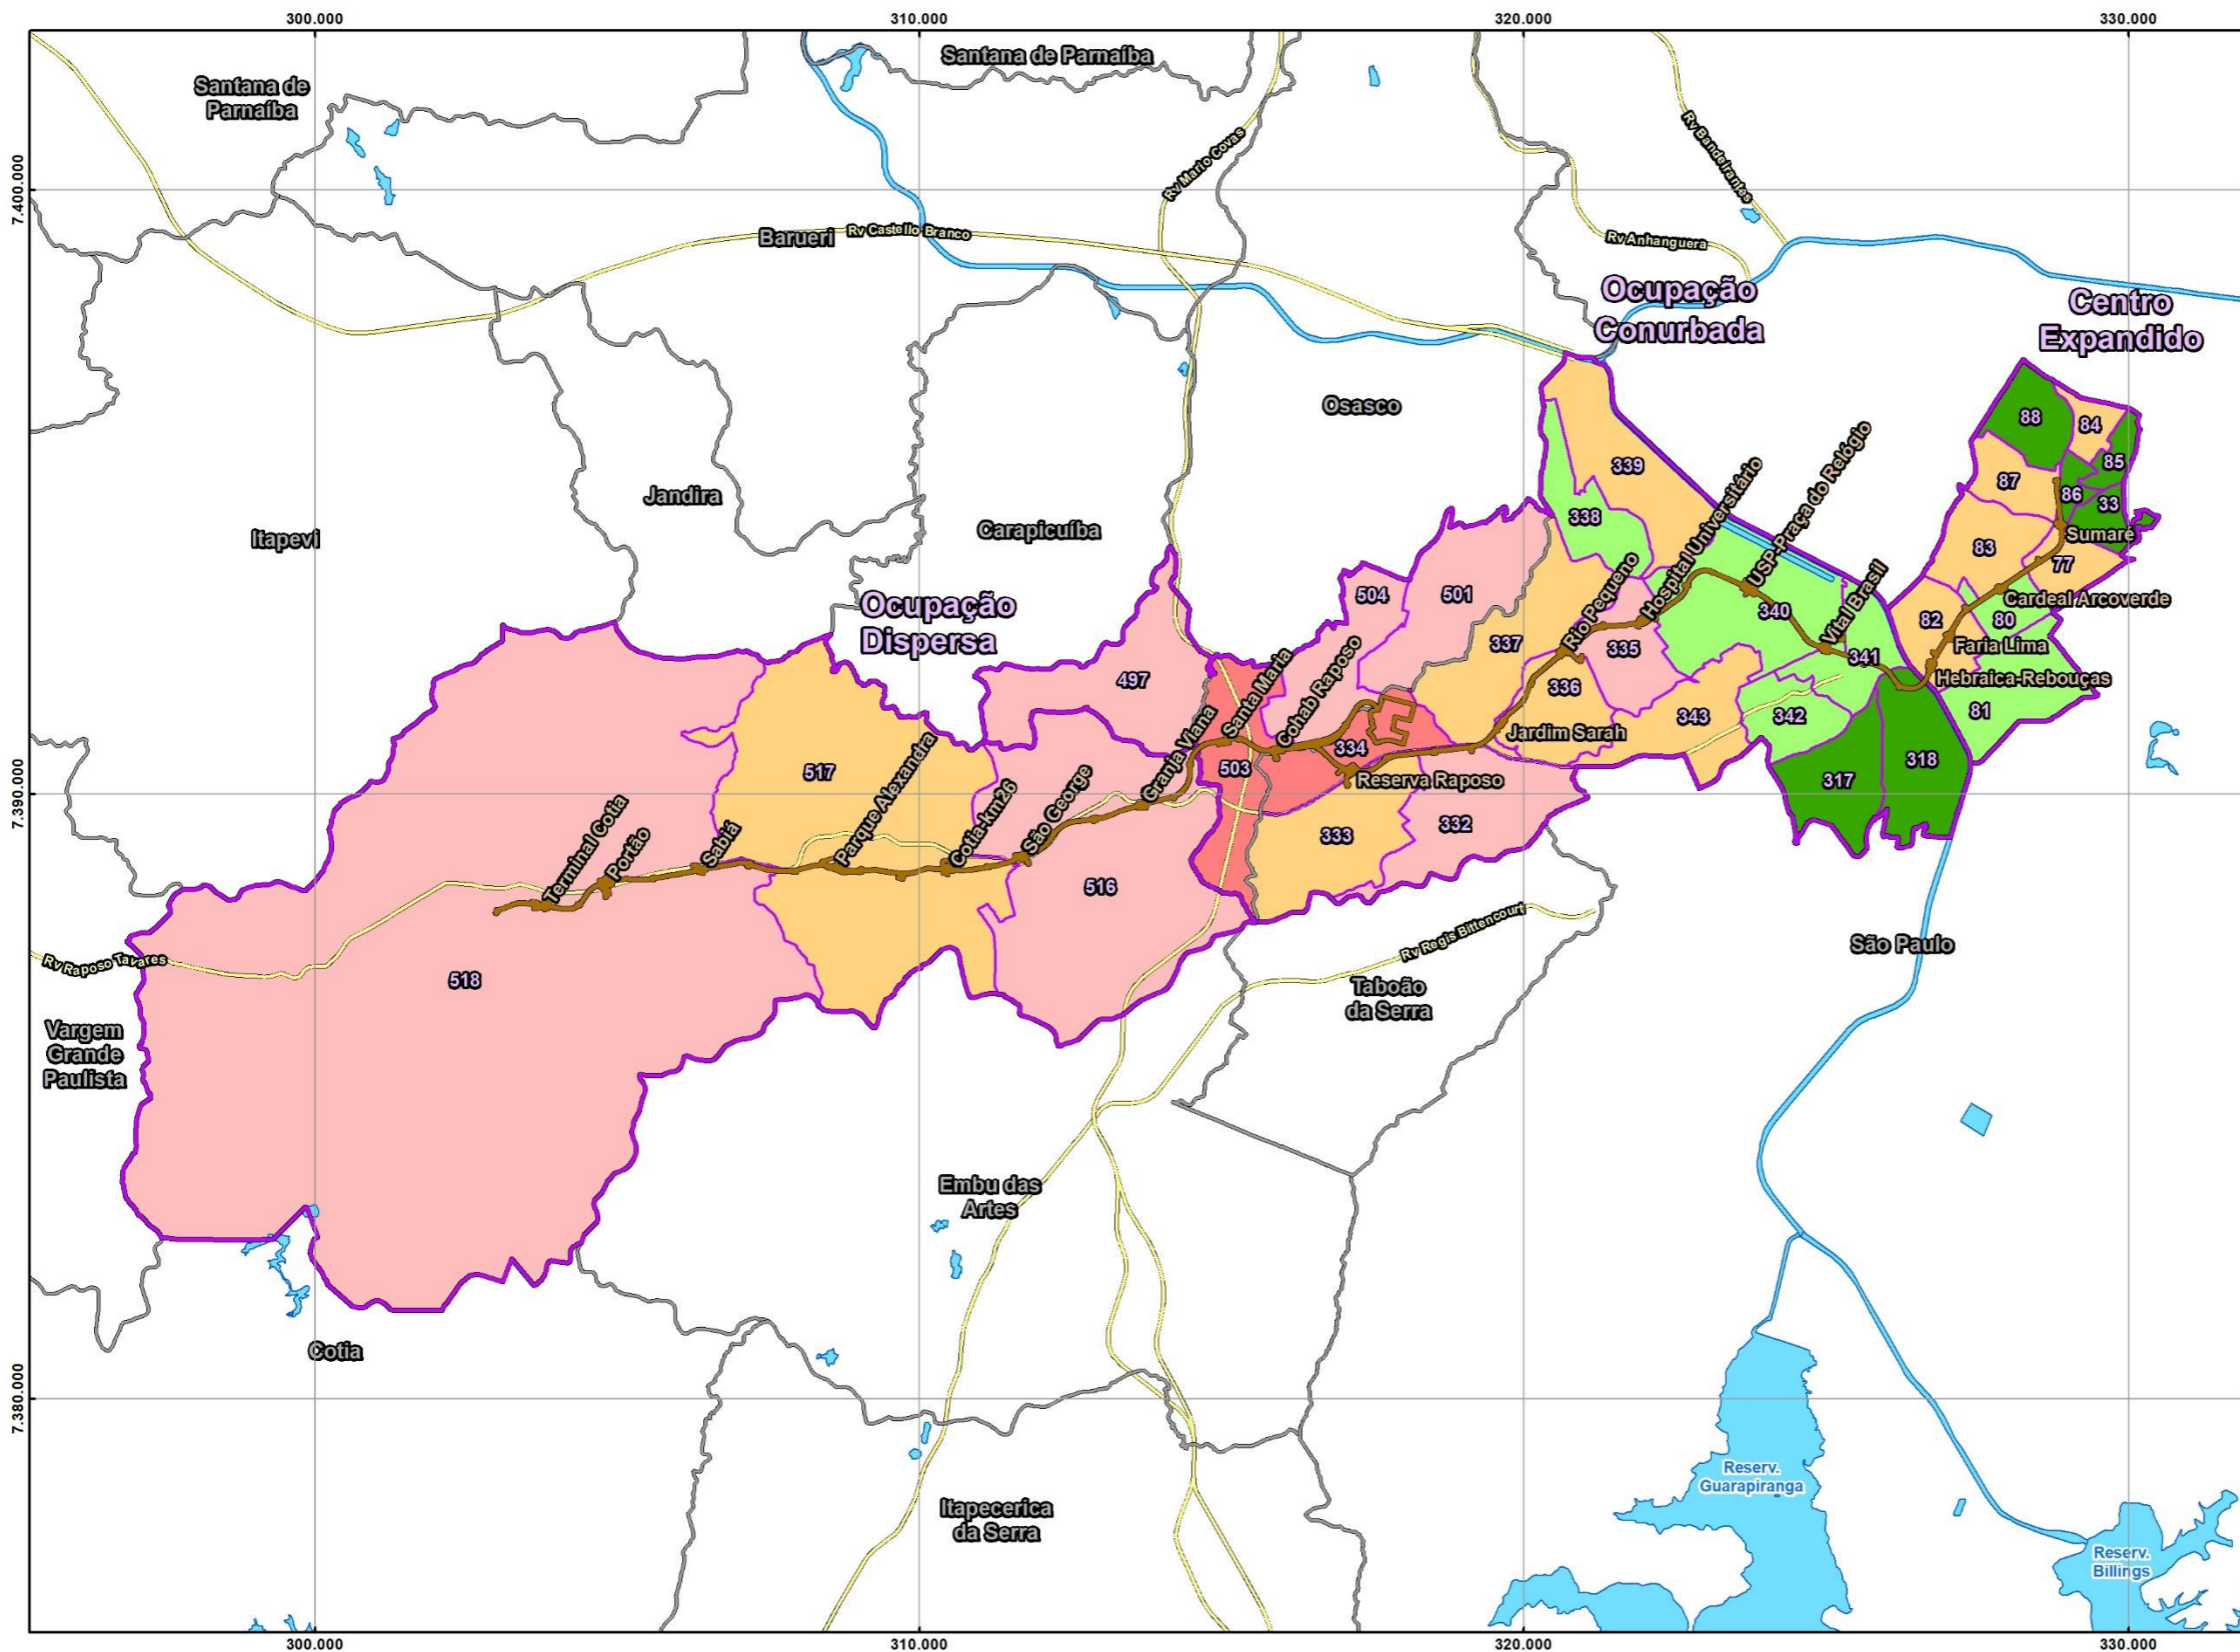 300.000
310.000
320.000
330.000
Santana de
Parnaíba
Santana de Parnaíba
Rv Mario Covas
Rv Bandeirantes
7.400.000
Barueri
Rv Castello Branco
Rv Anhanguera
Ocupação
Conurbada
Centro
Expandido
Osasco
88
84
339
85
87
86
33
Jandira
338
Carapicuíba
Itapevi
Hospital Universitário
USP-Praça do Relógio
Sumaré
83
77
Ocupação
Dispersa
504
501
Rio Pequeno
340
Vital Brasil
Cardeal Arcoverde
82
80
337
335
341
Faria Lima
497
Santa Maria
Cohab Raposo
336
Hebraica-Rebouças
343
342
81
Granja Viana
334
Jardim Sarah
517
Parque Alexandra
503
Reserva Raposo
318
317
7.390.000
Terminal Cotia
Portão
Sabiá
Cotia-km26
São George
333
332
516
Rv Regis Bittencourt
São Paulo
Rv Raposo Tavares
518
Taboão
da Serra
Vargem
Grande
Paulista
Embu das
Artes
Cotia
7.380.000
Reserv.
Guarapiranga
Itapecerica
da Serra
Reserv.
Billings
300.000
310.000
320.000
330.000